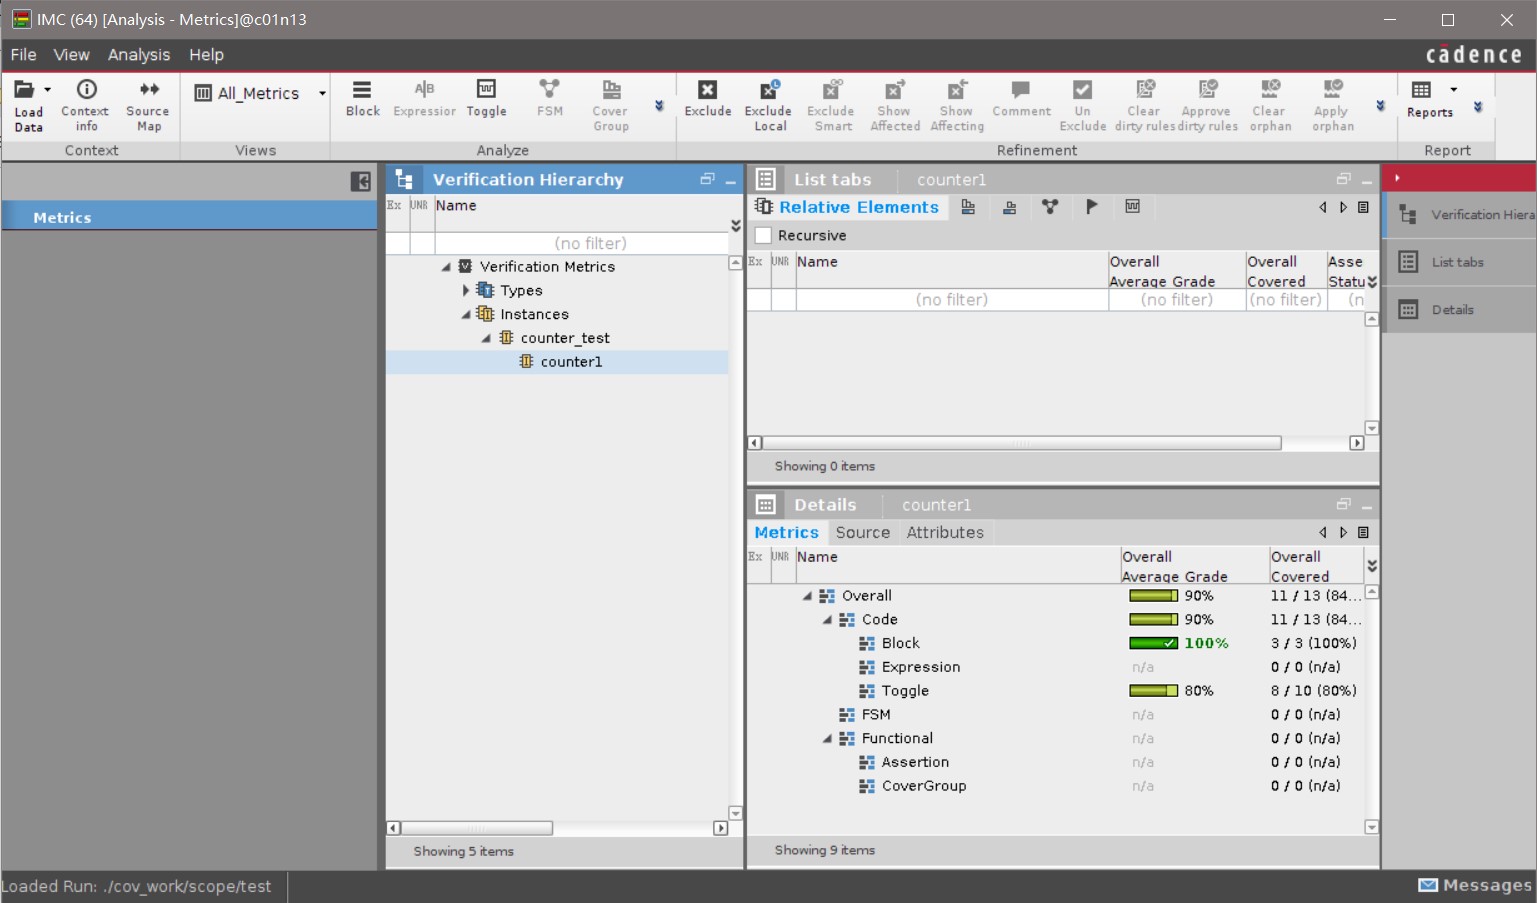 IMC (64) [Analysis - Metrics]@c01n13
File View Analysis Help
cādence
Load Data
Context info
Source Map
Context
All_Metrics
Views
Block
Expression
Toggle
FSM
Cover Group
Analyze
Exclude
Exclude Local
Exclude Smart
Show Affected
Show Affecting
Comment
Un Exclude
Clear dirty rules
Approve dirty rules
Clear orphan
Apply orphan
Refinement
Reports
Report
Metrics
Verification Hierarchy
Ex UNR Name
(no filter)
Verification Metrics
Types
Instances
counter_test
counter1
Showing 5 items
List tabs counter1
Relative Elements
Recursive
Ex UNR Name Overall Average Grade Overall Covered Asse Statu
(no filter) (no filter) (no filter) (n
Showing 0 items
Details counter1
Metrics Source Attributes
Ex UNR Name Overall Average Grade Overall Covered
Overall 90% 11 / 13 (84...
Code 90% 11 / 13 (84...
Block 100% 3 / 3 (100%)
Expression n/a 0 / 0 (n/a)
Toggle 80% 8 / 10 (80%)
FSM n/a 0 / 0 (n/a)
Functional n/a 0 / 0 (n/a)
Assertion n/a 0 / 0 (n/a)
CoverGroup n/a 0 / 0 (n/a)
Showing 9 items
Verification Hiera
List tabs
Details
Loaded Run: ./cov_work/scope/test
Messages